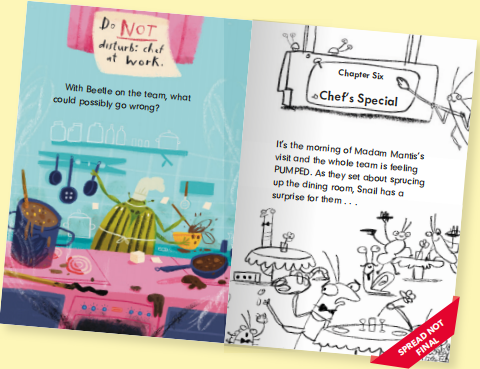 Do NOT
disturb: chef
at work.
With Beetle on the team, what
could possibly go wrong?
Chapter Six
Chef's Special
It's the morning of Madam Mantis's
visit and the whole team is feeling
PUMPED. As they set about sprucing
up the dining room, Snail has a
surprise for them . . .
SPREAD NOT
FINAL